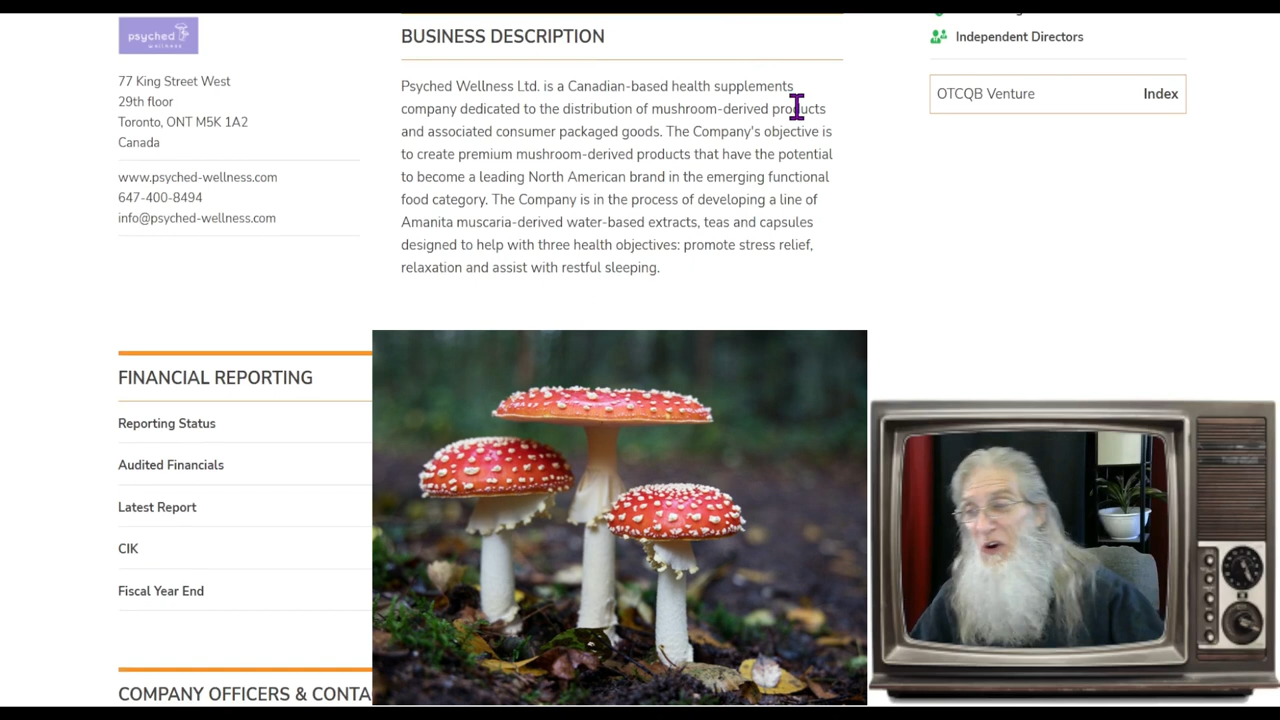 psyched
wellness
77 King Street West
29th floor
Toronto, ONT M5K 1A2
Canada
www.psyched-wellness.com
647-400-8494
info@psyched-wellness.com
BUSINESS DESCRIPTION
Psyched Wellness Ltd. is a Canadian-based health supplements
company dedicated to the distribution of mushroom-derived products
and associated consumer packaged goods. The Company's objective is
to create premium mushroom-derived products that have the potential
to become a leading North American brand in the emerging functional
food category. The Company is in the process of developing a line of
Amanita muscaria-derived water-based extracts, teas and capsules
designed to help with three health objectives: promote stress relief,
relaxation and assist with restful sleeping.
Independent Directors
OTCQB Venture Index
FINANCIAL REPORTING
Reporting Status
Audited Financials
Latest Report
CIK
Fiscal Year End
COMPANY OFFICERS & CONTA